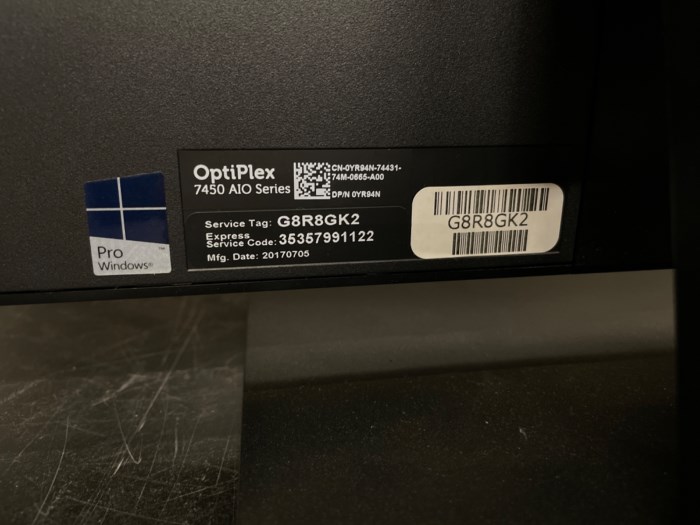 OptiPlex
7450 AIO Series
CN-0YR94N-74431-
74M-0665-A00
DP/N 0YR94N
Service Tag: G8R8GK2
Express
Service Code: 35357991122
Mfg. Date: 20170705
G8R8GK2
Pro
Windows®